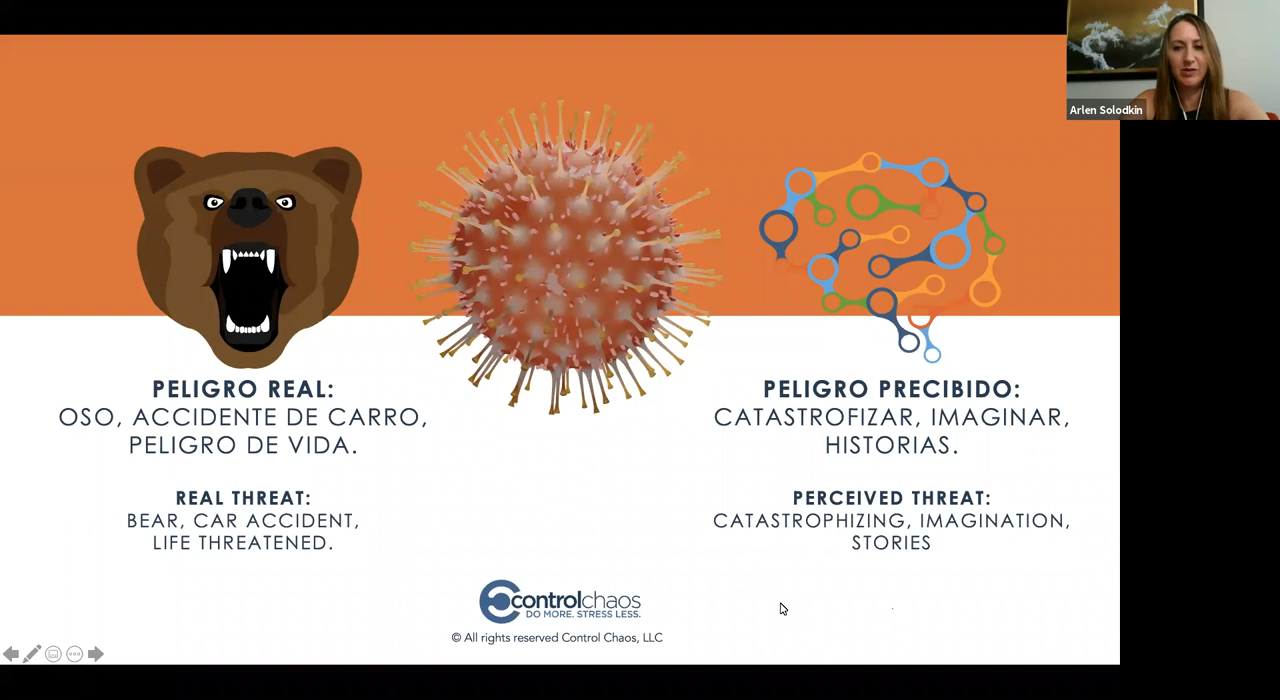 Arlen Solodkin
PELIGRO REAL:
OSO, ACCIDENTE DE CARRO,
PELIGRO DE VIDA.
REAL THREAT:
BEAR, CAR ACCIDENT,
LIFE THREATENED.
PELIGRO PRECIBIDO:
CATASTROFIZAR, IMAGINAR,
HISTORIAS.
PERCEIVED THREAT:
CATASTROPHIZING, IMAGINATION,
STORIES
controlchaos
DO MORE. STRESS LESS.
© All rights reserved Control Chaos, LLC